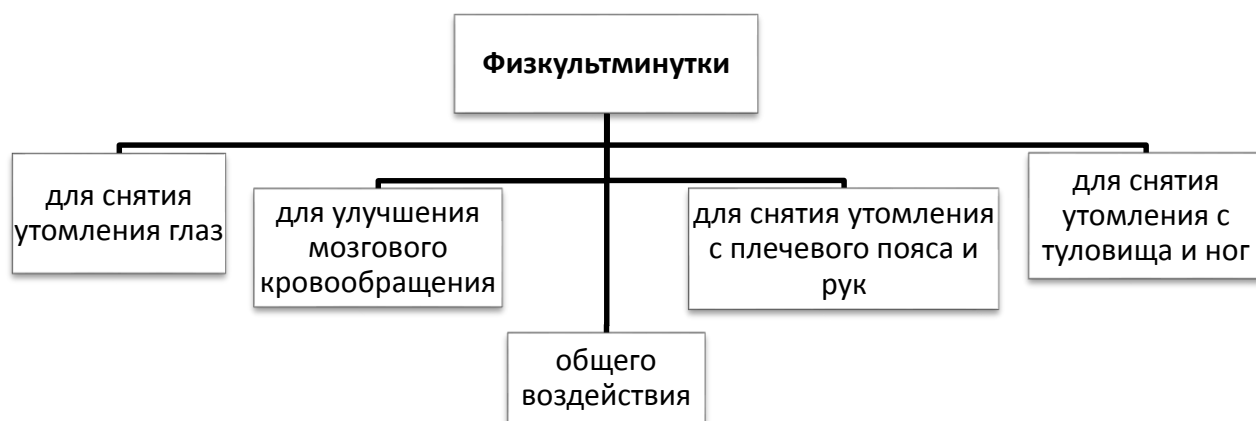 Физкультминутки
для снятия
утомления глаз
для улучшения
мозгового
кровообращения
для снятия утомления
с плечевого пояса и
рук
для снятия
утомления с
туловища и ног
общего
воздействия